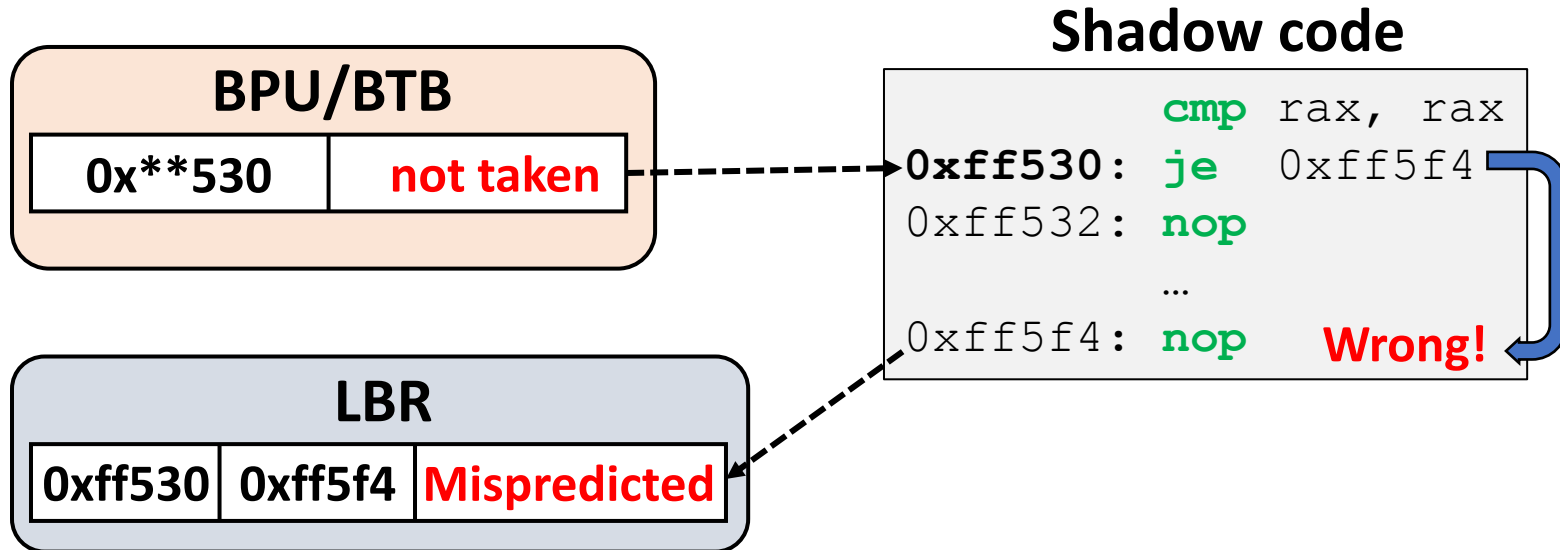 BPU/BTB
0x**530 not taken
LBR
0xff530 0xff5f4 Mispredicted
Shadow code
cmp rax, rax
0xff530: je 0xff5f4
0xff532: nop
…
0xff5f4: nop Wrong!